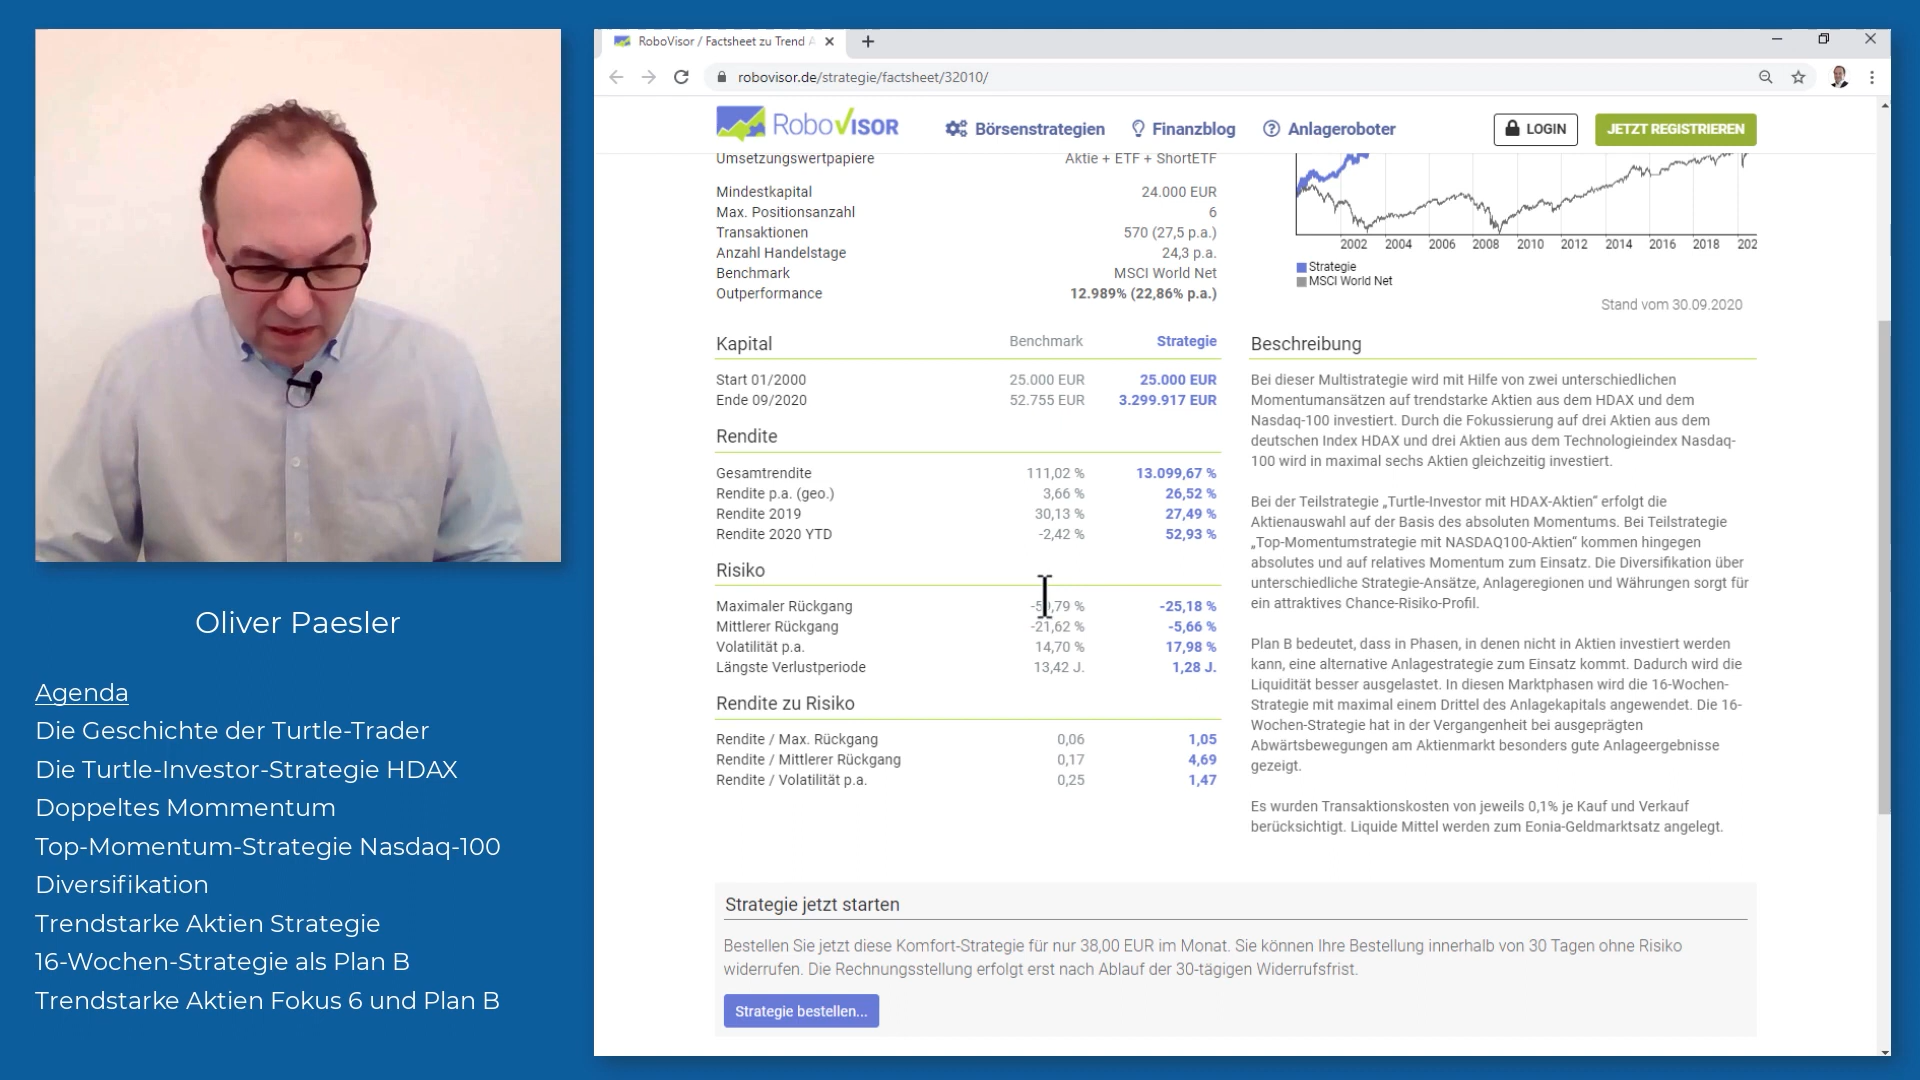 RoboVisor / Factsheet zu Trend
robovisor.de/strategie/factsheet/32010/
RoboVISOR
Börsenstrategien
Finanzblog
Anlageroboter
LOGIN
JETZT REGISTRIEREN
Umsetzungswertpapiere Aktie + ETF + ShortETF
Mindestkapital 24.000 EUR
Max. Positionsanzahl 6
Transaktionen 570 (27,5 p.a.)
Anzahl Handelstage 24,3 p.a.
Benchmark MSCI World Net
Outperformance 12.989% (22,86% p.a.)
2002 2004 2006 2008 2010 2012 2014 2016 2018 202
Strategie
MSCI World Net
Stand vom 30.09.2020
Kapital Benchmark Strategie
Start 01/2000 25.000 EUR 25.000 EUR
Ende 09/2020 52.755 EUR 3.299.917 EUR
Rendite
Gesamtrendite 111,02 % 13.099,67 %
Rendite p.a. (geo.) 3,66 % 26,52 %
Rendite 2019 30,13 % 27,49 %
Rendite 2020 YTD -2,42 % 52,93 %
Risiko
Maximaler Rückgang -25,18 %
Mittlerer Rückgang -21,62 % -5,66 %
Volatilität p.a. 14,70 % 17,98 %
Längste Verlustperiode 13,42 J. 1,28 J.
Rendite zu Risiko
Rendite / Max. Rückgang 0,06 1,05
Rendite / Mittlerer Rückgang 0,17 4,69
Rendite / Volatilität p.a. 0,25 1,47
Beschreibung
Bei dieser Multistrategie wird mit Hilfe von zwei unterschiedlichen
Momentumansätzen auf trendstarke Aktien aus dem HDAX und dem
Nasdaq-100 investiert. Durch die Fokussierung auf drei Aktien aus dem
deutschen Index HDAX und drei Aktien aus dem Technologieindex Nasdaq-
100 wird in maximal sechs Aktien gleichzeitig investiert.
Bei der Teilstrategie „Turtle-Investor mit HDAX-Aktien“ erfolgt die
Aktienauswahl auf der Basis des absoluten Momentums. Bei Teilstrategie
„Top-Momentumstrategie mit NASDAQ100-Aktien“ kommen hingegen
absolutes und auf relatives Momentum zum Einsatz. Die Diversifikation über
unterschiedliche Strategie-Ansätze, Anlageregionen und Währungen sorgt für
ein attraktives Chance-Risiko-Profil.
Plan B bedeutet, dass in Phasen, in denen nicht in Aktien investiert werden
kann, eine alternative Anlagestrategie zum Einsatz kommt. Dadurch wird die
Liquidität besser ausgelastet. In diesen Marktphasen wird die 16-Wochen-
Strategie mit maximal einem Drittel des Anlagekapitals angewendet. Die 16-
Wochen-Strategie hat in der Vergangenheit bei ausgeprägten
Abwärtsbewegungen am Aktienmarkt besonders gute Anlageergebnisse
gezeigt.
Es wurden Transaktionskosten von jeweils 0,1% je Kauf und Verkauf
berücksichtigt. Liquide Mittel werden zum Eonia-Geldmarktsatz angelegt.
Strategie jetzt starten
Bestellen Sie jetzt diese Komfort-Strategie für nur 38,00 EUR im Monat. Sie können Ihre Bestellung innerhalb von 30 Tagen ohne Risiko
widerrufen. Die Rechnungsstellung erfolgt erst nach Ablauf der 30-tägigen Widerrufsfrist.
Strategie bestellen...
Oliver Paesler
Agenda
Die Geschichte der Turtle-Trader
Die Turtle-Investor-Strategie HDAX
Doppeltes Mommentum
Top-Momentum-Strategie Nasdaq-100
Diversifikation
Trendstarke Aktien Strategie
16-Wochen-Strategie als Plan B
Trendstarke Aktien Fokus 6 und Plan B